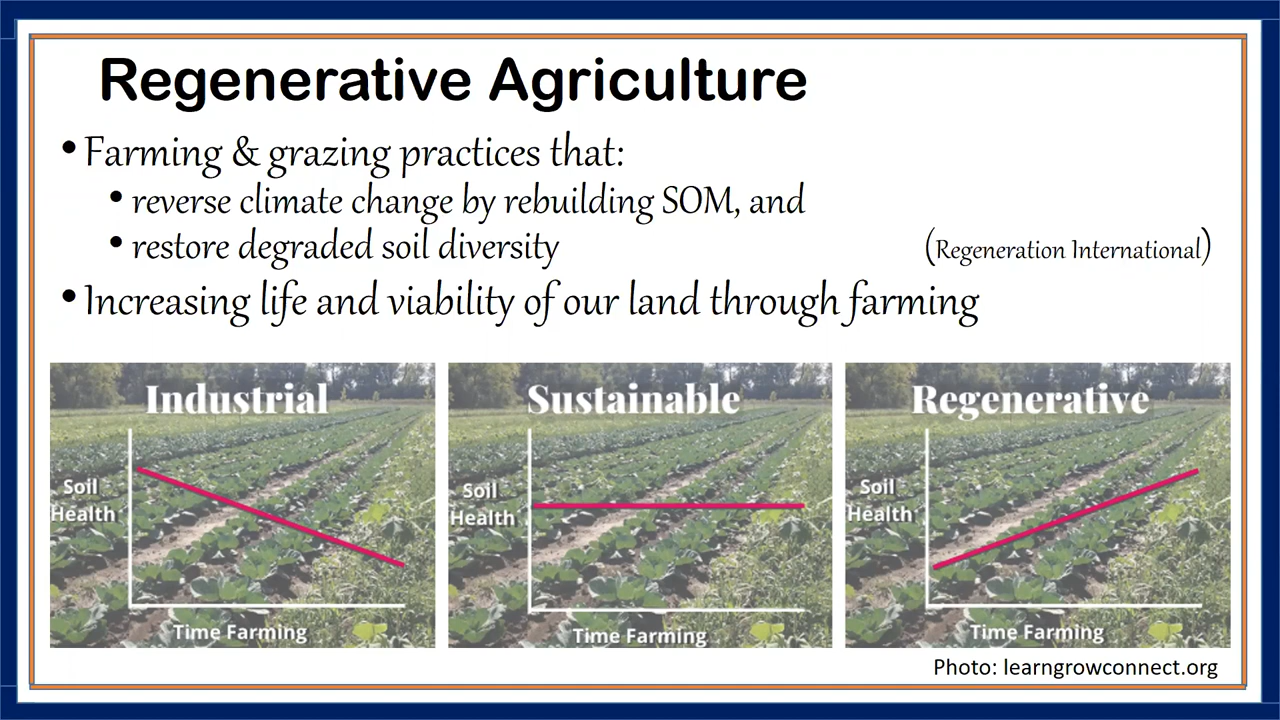 Regenerative Agriculture
• Farming & grazing practices that:
• reverse climate change by rebuilding SOM, and
• restore degraded soil diversity (Regeneration International)
• Increasing life and viability of our land through farming
Industrial
Soil
Health
Time Farming
Sustainable
Soil
Health
Time Farming
Regenerative
Soil
Health
Time Farming
Photo: learngrowconnect.org